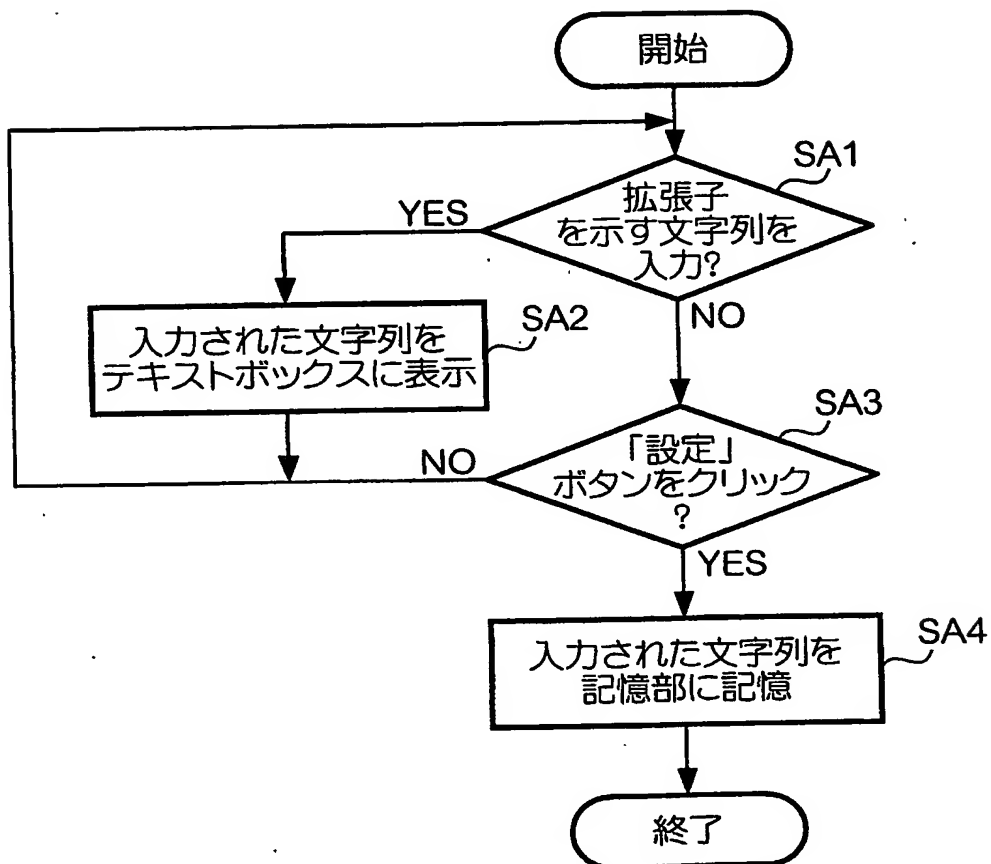 開始
SA1
拡張子
を示す文字列を
入力?
YES
NO
SA2
入力された文字列を
テキストボックスに表示
SA3
「設定」
ボタンをクリック
?
NO
YES
SA4
入力された文字列を
記憶部に記憶
終了